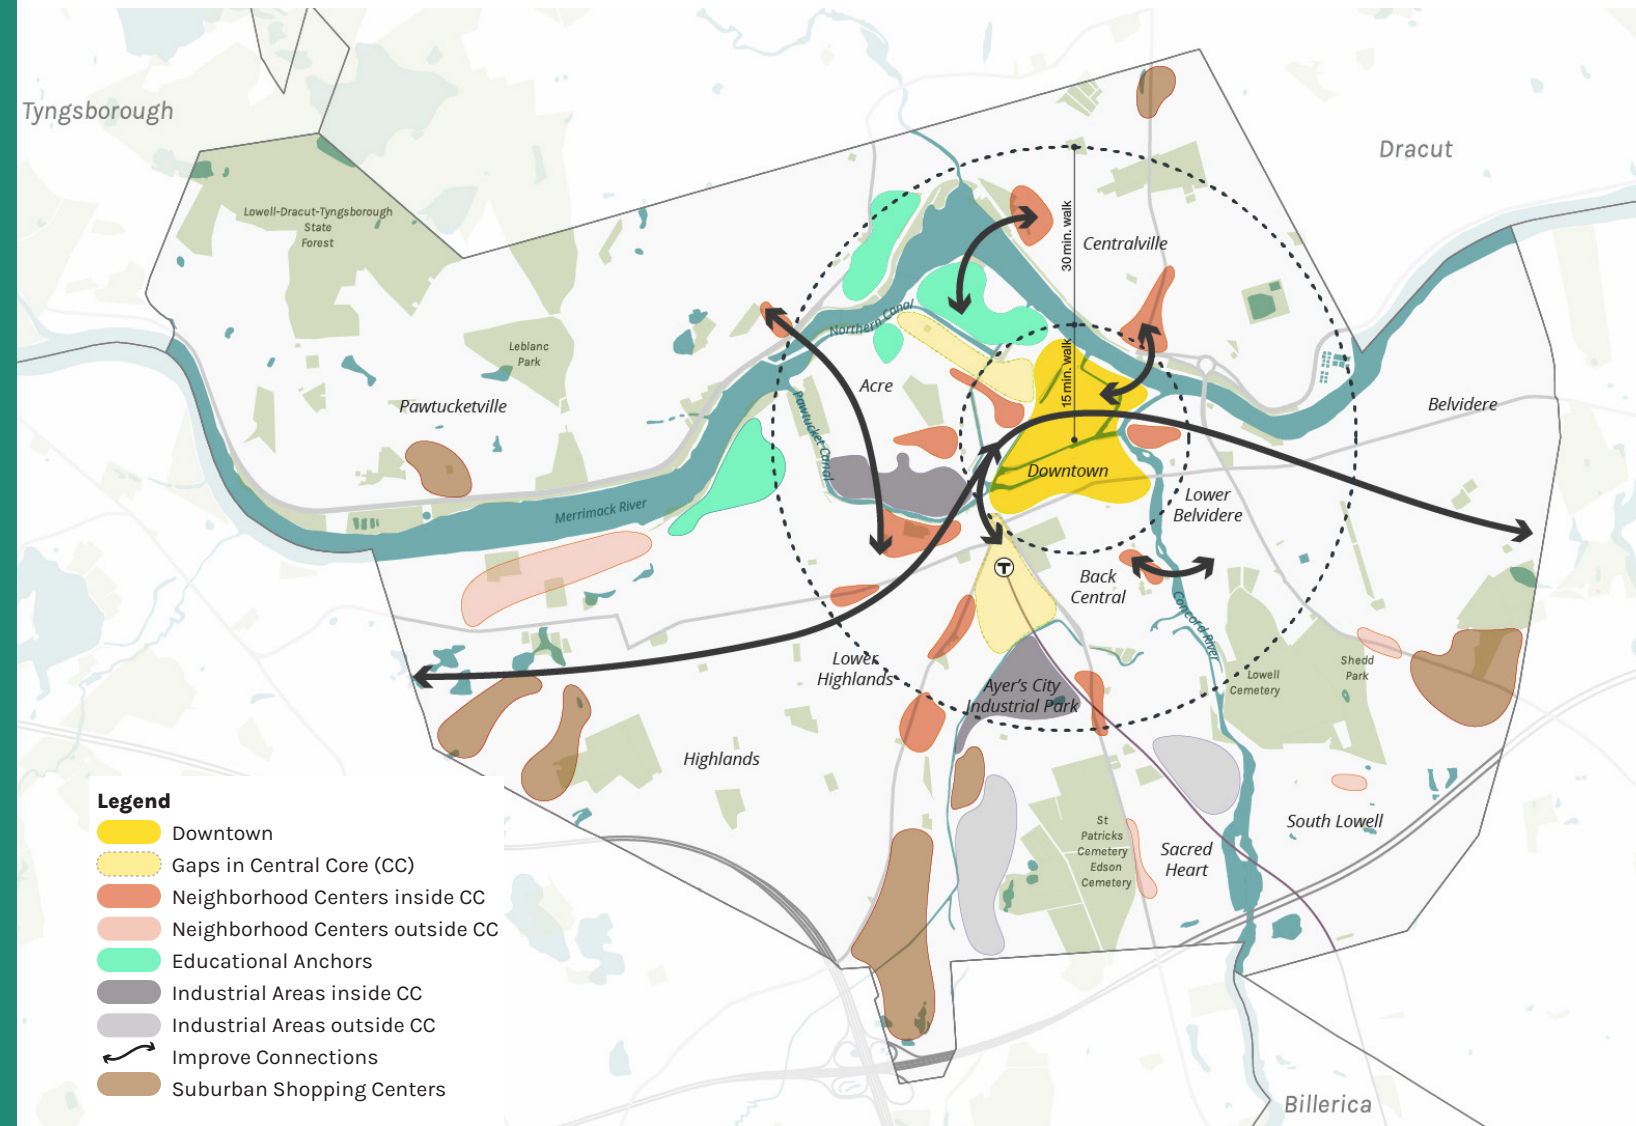 Tyngsborough
Dracut
Lowell-Dracut-Tyngsborough
State
Forest
30 min. walk
Centralville
Northern Canal
Leblanc
Park
15 min. walk
Acre
Pawtucketville
Belvidere
Pawtucket Canal
Downtown
Merrimack River
Lower
Belvidere
T
Back
Central
Concord River
Lower
Highlands
Shedd
Park
Lowell
Cemetery
Ayer's City
Industrial Park
Highlands
St
Patricks
Cemetery
Edson
Cemetery
South Lowell
Sacred
Heart
Legend
Downtown
Gaps in Central Core (CC)
Neighborhood Centers inside CC
Neighborhood Centers outside CC
Educational Anchors
Industrial Areas inside CC
Industrial Areas outside CC
Improve Connections
Suburban Shopping Centers
Billerica